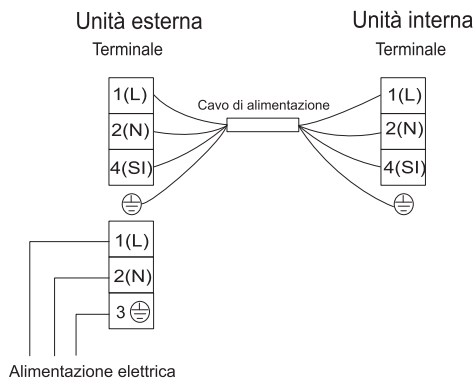 Unità esterna
Unità interna
Terminale
Terminale
1(L)
Cavo di alimentazione
1(L)
2(N)
2(N)
4(SI)
4(SI)
1(L)
2(N)
3
Alimentazione elettrica